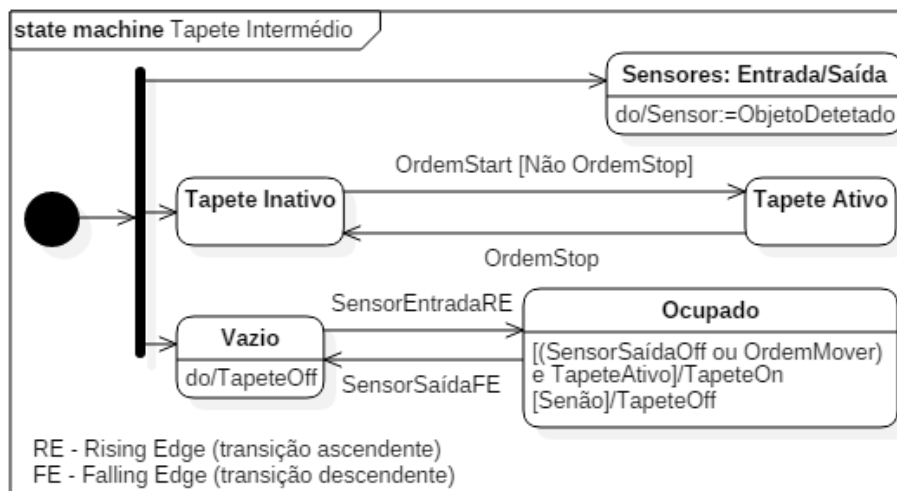 state machine Tapete Intermédio
Sensores: Entrada/Saída
do/Sensor:=ObjetoDetetado
OrdemStart [Não OrdemStop]
Tapete Inativo
Tapete Ativo
OrdemStop
SensorEntradaRE
Vazio
do/TapeteOff
SensorSaídaFE
Ocupado
[(SensorSaídaOff ou OrdemMover)
e TapeteAtivo]/TapeteOn
[Senão]/TapeteOff
RE - Rising Edge (transição ascendente)
FE - Falling Edge (transição descendente)